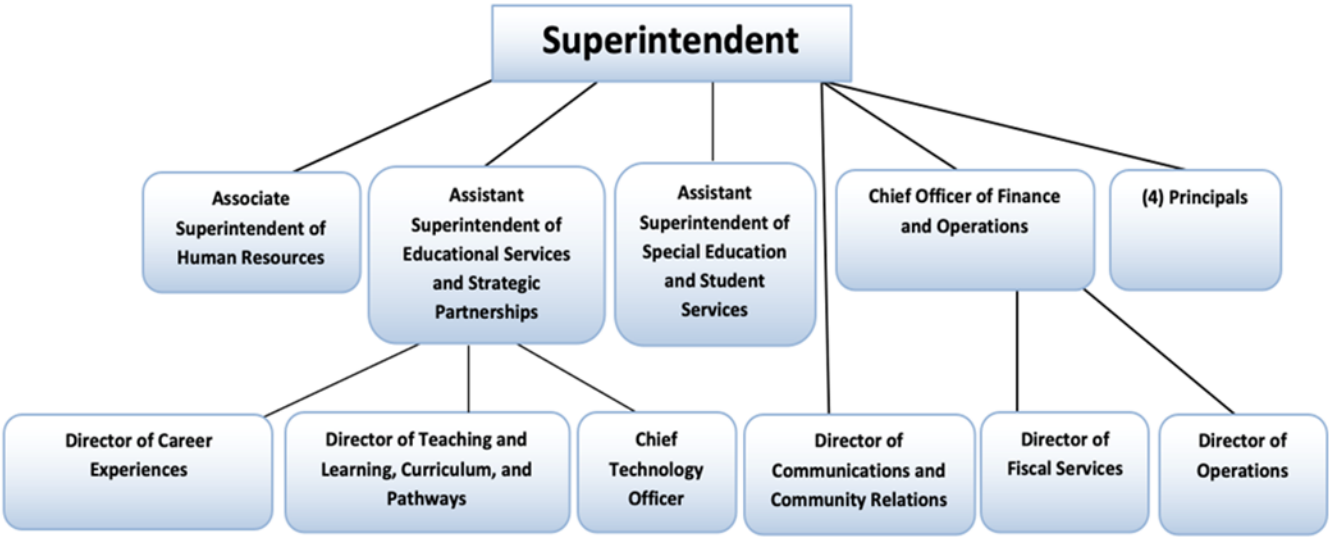 Superintendent
Associate
Superintendent of
Human Resources
Assistant
Superintendent of
Educational Services
and Strategic
Partnerships
Assistant
Superintendent of
Special Education
and Student
Services
Chief Officer of Finance
and Operations
(4) Principals
Director of Career
Experiences
Director of Teaching and
Learning, Curriculum, and
Pathways
Chief
Technology
Officer
Director of
Communications and
Community Relations
Director of
Fiscal Services
Director of
Operations